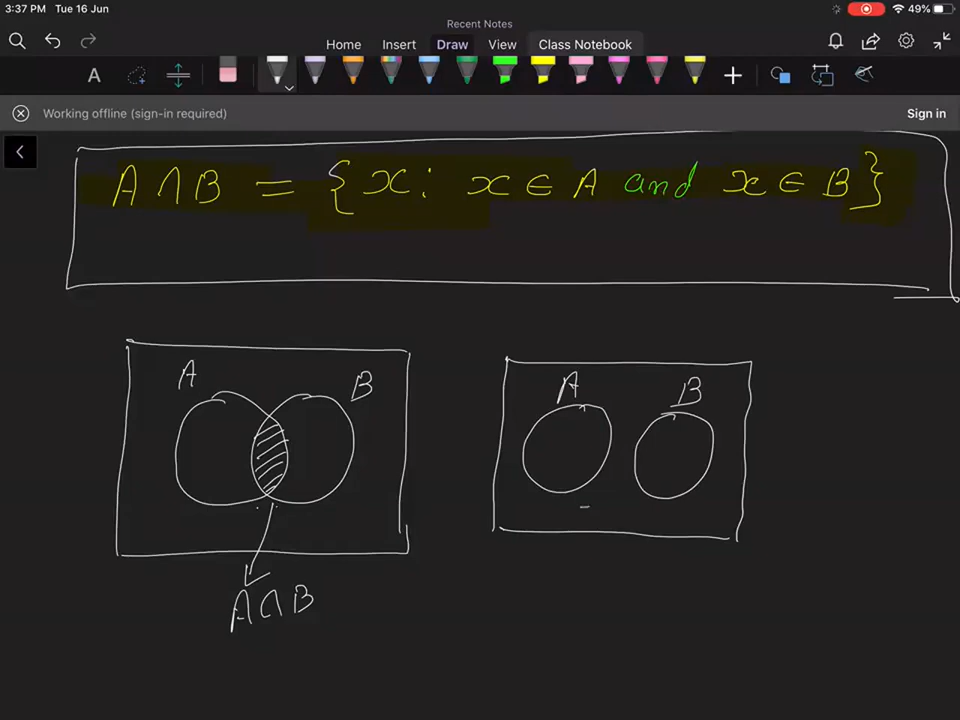 3:37 PM Tue 16 Jun 49%
Recent Notes
Home Insert Draw View Class Notebook
A
Working offline (sign-in required) Sign in
A ∩ B = {x : x ∈ A and x ∈ B}
A B
A B
A ∩ B